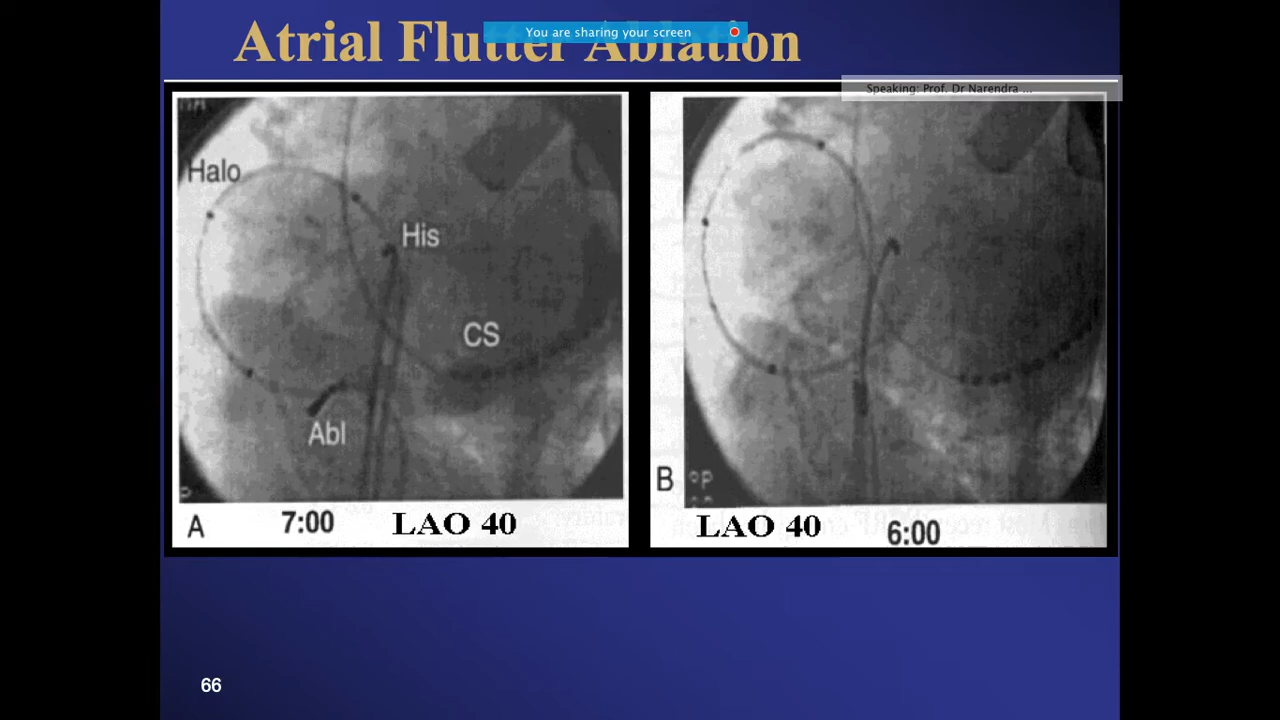 Atrial Flutter Ablation
You are sharing your screen
Speaking: Prof. Dr Narendra ...
Halo
His
CS
Abl
A
7:00
LAO 40
B
LAO 40
6:00
66